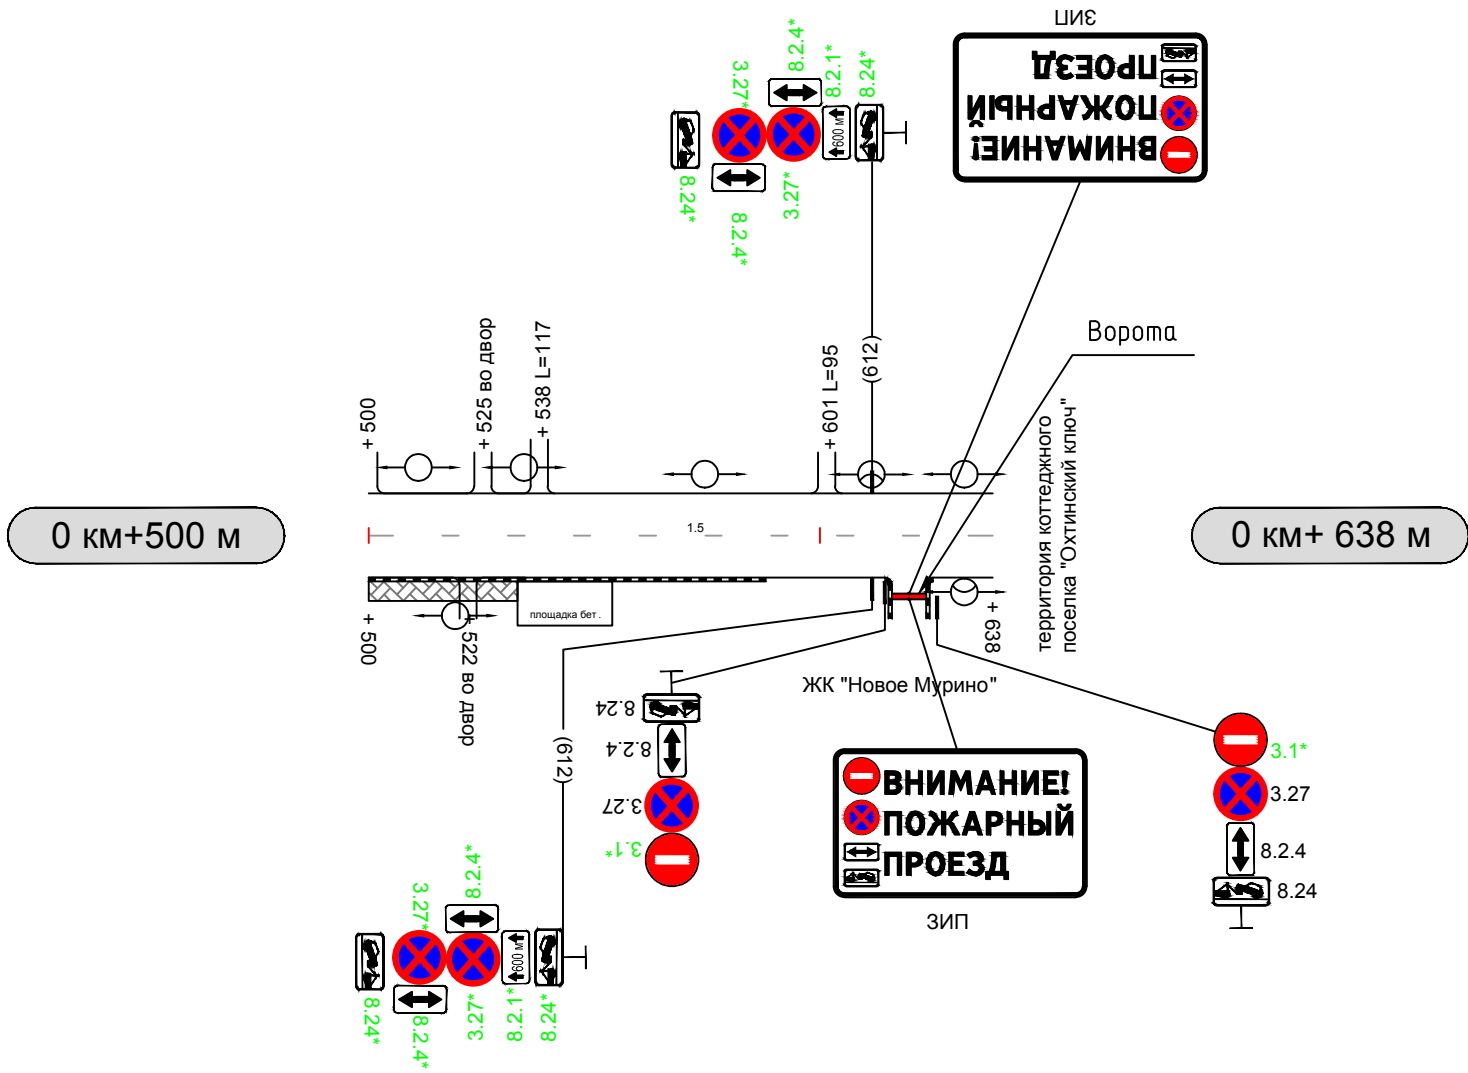 ЗИП
ВНИМАНИЕ!
ПОЖАРНЫЙ
ПРОЕЗД
3.27*
8.2.4*
8.2.1*
8.24*
600 м
8.24*
8.2.4*
3.27*
(612)
Ворота
+ 500
+ 525 во двор
+ 538 L=117
+ 601 L=95
территория коттеджного
поселка "Охтинский ключ"
0 км+500 м
1.5
0 км+ 638 м
площадка бет.
+ 500
+ 522 во двор
+ 638
ЖК "Новое Мурино"
(612)
8.24
8.2.4
3.27
3.1*
ВНИМАНИЕ!
ПОЖАРНЫЙ
ПРОЕЗД
ЗИП
3.1*
3.27
8.2.4
8.24
3.27*
8.2.4*
600 м
8.24*
8.2.4*
3.27*
8.2.1*
8.24*